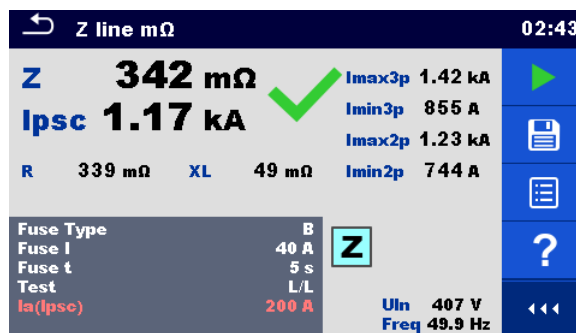 Z line mΩ 02:43
Z 342 mΩ
Ipsc 1.17 kA
Imax3p 1.42 kA
Imin3p 855 A
Imax2p 1.23 kA
R 339 mΩ XL 49 mΩ Imin2p 744 A
Fuse Type B
Fuse I 40 A
Fuse t 5 s
Test L/L
Ia(Ipsc) 200 A
Z
?
Uln 407 V
Freq 49.9 Hz